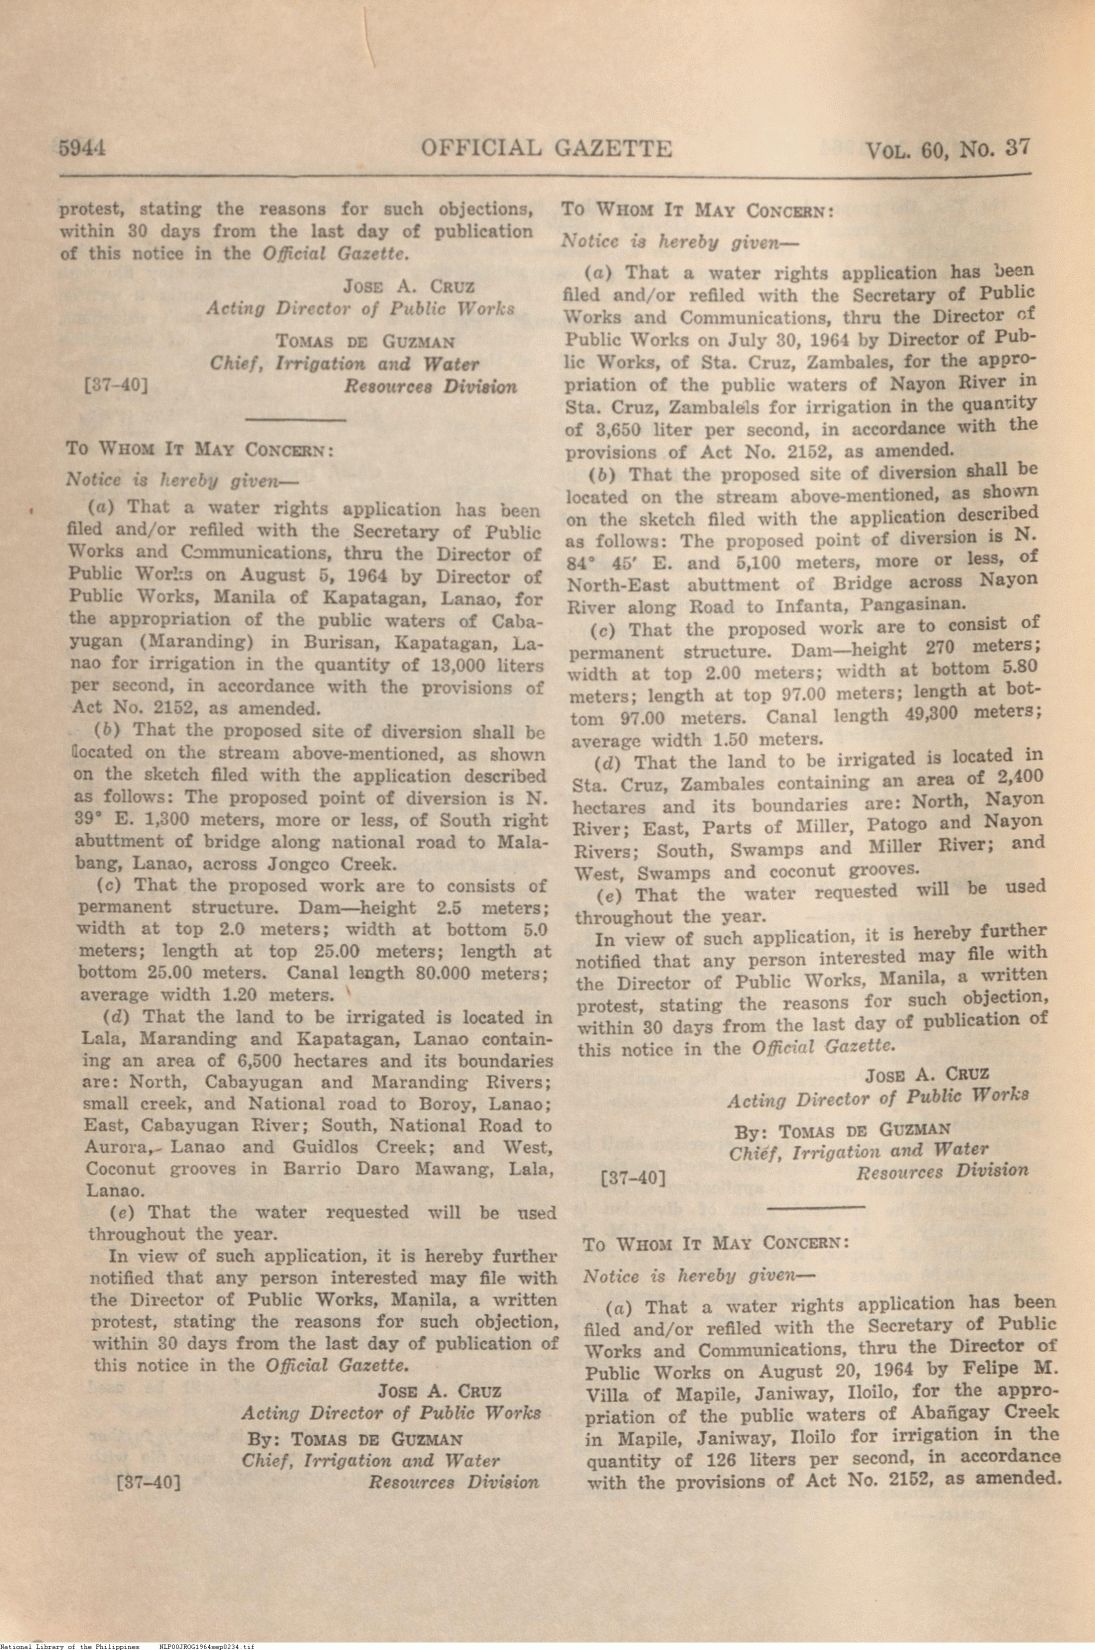 5944
OFFICIAL GAZETTE
VOL. 60, No. 37
protest, stating the reasons for such objections,
within 30 days from the last day of publication
of this notice in the Official Gazette.
JOSE A. CRUZ
Acting Director of Public Works
TOMAS DE GUZMAN
Chief, Irrigation and Water
[37–40] Resources Division
TO WHOM IT MAY CONCERN:
Notice is hereby given—
(a) That a water rights application has been
filed and/or refiled with the Secretary of Public
Works and Communications, thru the Director of
Public Works on August 5, 1964 by Director of
Public Works, Manila of Kapatagan, Lanao, for
the appropriation of the public waters of Caba-
yugan (Maranding) in Burisan, Kapatagan, La-
nao for irrigation in the quantity of 13,000 liters
per second, in accordance with the provisions of
Act No. 2152, as amended.
(b) That the proposed site of diversion shall be
located on the stream above-mentioned, as shown
on the sketch filed with the application described
as follows: The proposed point of diversion is N.
39° E. 1,300 meters, more or less, of South right
abuttment of bridge along national road to Mala-
bang, Lanao, across Jongco Creek.
(c) That the proposed work are to consists of
permanent structure. Dam—height 2.5 meters;
width at top 2.0 meters; width at bottom 5.0
meters; length at top 25.00 meters; length at
bottom 25.00 meters. Canal length 80.000 meters;
average width 1.20 meters.
(d) That the land to be irrigated is located in
Lala, Maranding and Kapatagan, Lanao contain-
ing an area of 6,500 hectares and its boundaries
are: North, Cabayugan and Maranding Rivers;
small creek, and National road to Boroy, Lanao;
East, Cabayugan River; South, National Road to
Aurora, Lanao and Guidlos Creek; and West,
Coconut grooves in Barrio Daro Mawang, Lala,
Lanao.
(e) That the water requested will be used
throughout the year.
In view of such application, it is hereby further
notified that any person interested may file with
the Director of Public Works, Manila, a written
protest, stating the reasons for such objection,
within 30 days from the last day of publication of
this notice in the Official Gazette.
JOSE A. CRUZ
Acting Director of Public Works
By: TOMAS DE GUZMAN
Chief, Irrigation and Water
[37–40] Resources Division
TO WHOM IT MAY CONCERN:
Notice is hereby given—
(a) That a water rights application has been
filed and/or refiled with the Secretary of Public
Works and Communications, thru the Director of
Public Works on July 30, 1964 by Director of Pub-
lic Works, of Sta. Cruz, Zambales, for the appro-
priation of the public waters of Nayon River in
Sta. Cruz, Zambalels for irrigation in the quantity
of 3,650 liter per second, in accordance with the
provisions of Act No. 2152, as amended.
(b) That the proposed site of diversion shall be
located on the stream above-mentioned, as shown
on the sketch filed with the application described
as follows: The proposed point of diversion is N.
84° 45′ E. and 5,100 meters, more or less, of
North-East abuttment of Bridge across Nayon
River along Road to Infanta, Pangasinan.
(c) That the proposed work are to consist of
permanent structure. Dam—height 270 meters;
width at top 2.00 meters; width at bottom 5.80
meters; length at top 97.00 meters; length at bot-
tom 97.00 meters. Canal length 49,300 meters;
average width 1.50 meters.
(d) That the land to be irrigated is located in
Sta. Cruz, Zambales containing an area of 2,400
hectares and its boundaries are: North, Nayon
River; East, Parts of Miller, Patogo and Nayon
Rivers; South, Swamps and Miller River; and
West, Swamps and coconut grooves.
(e) That the water requested will be used
throughout the year.
In view of such application, it is hereby further
notified that any person interested may file with
the Director of Public Works, Manila, a written
protest, stating the reasons for such objection,
within 30 days from the last day of publication of
this notice in the Official Gazette.
JOSE A. CRUZ
Acting Director of Public Works
By: TOMAS DE GUZMAN
Chief, Irrigation and Water
[37–40] Resources Division
TO WHOM IT MAY CONCERN:
Notice is hereby given—
(a) That a water rights application has been
filed and/or refiled with the Secretary of Public
Works and Communications, thru the Director of
Public Works on August 20, 1964 by Felipe M.
Villa of Mapile, Janiway, Iloilo, for the appro-
priation of the public waters of Abañgay Creek
in Mapile, Janiway, Iloilo for irrigation in the
quantity of 126 liters per second, in accordance
with the provisions of Act No. 2152, as amended.
National Library of the Philippines NLP00JROG1964sep0234.tif